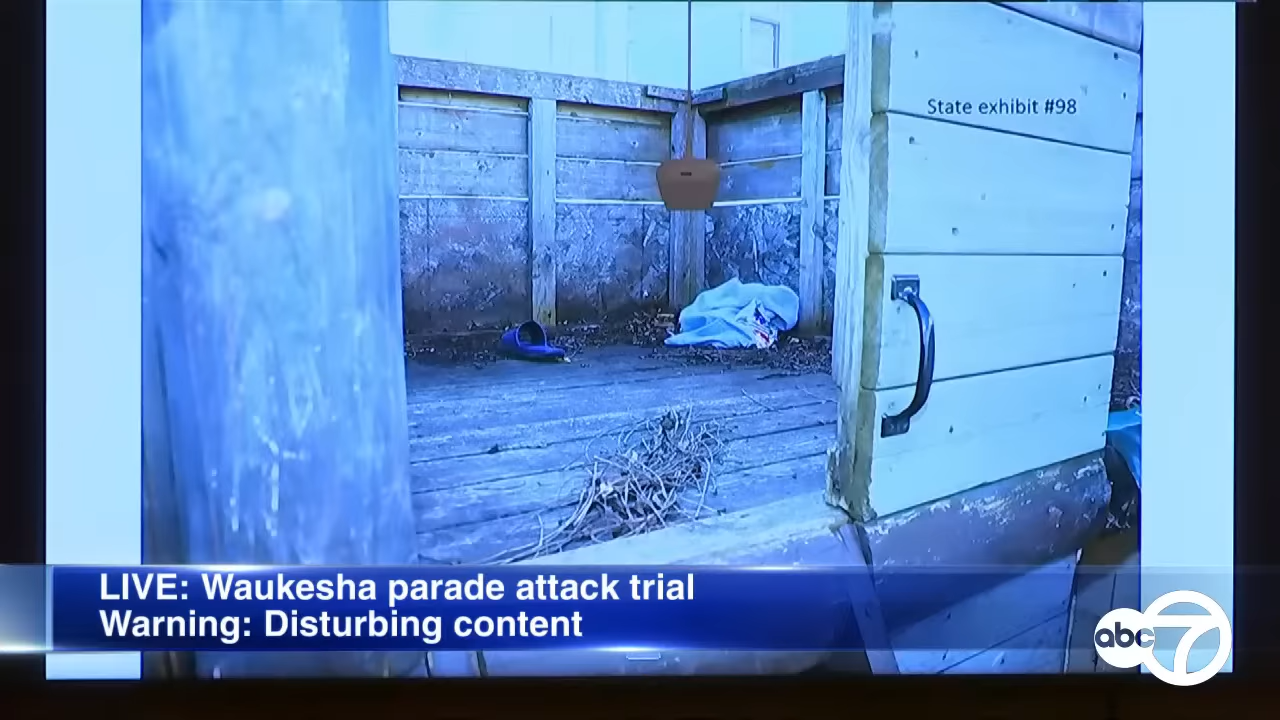 State exhibit #98
LIVE: Waukesha parade attack trial
Warning: Disturbing content
abc 7